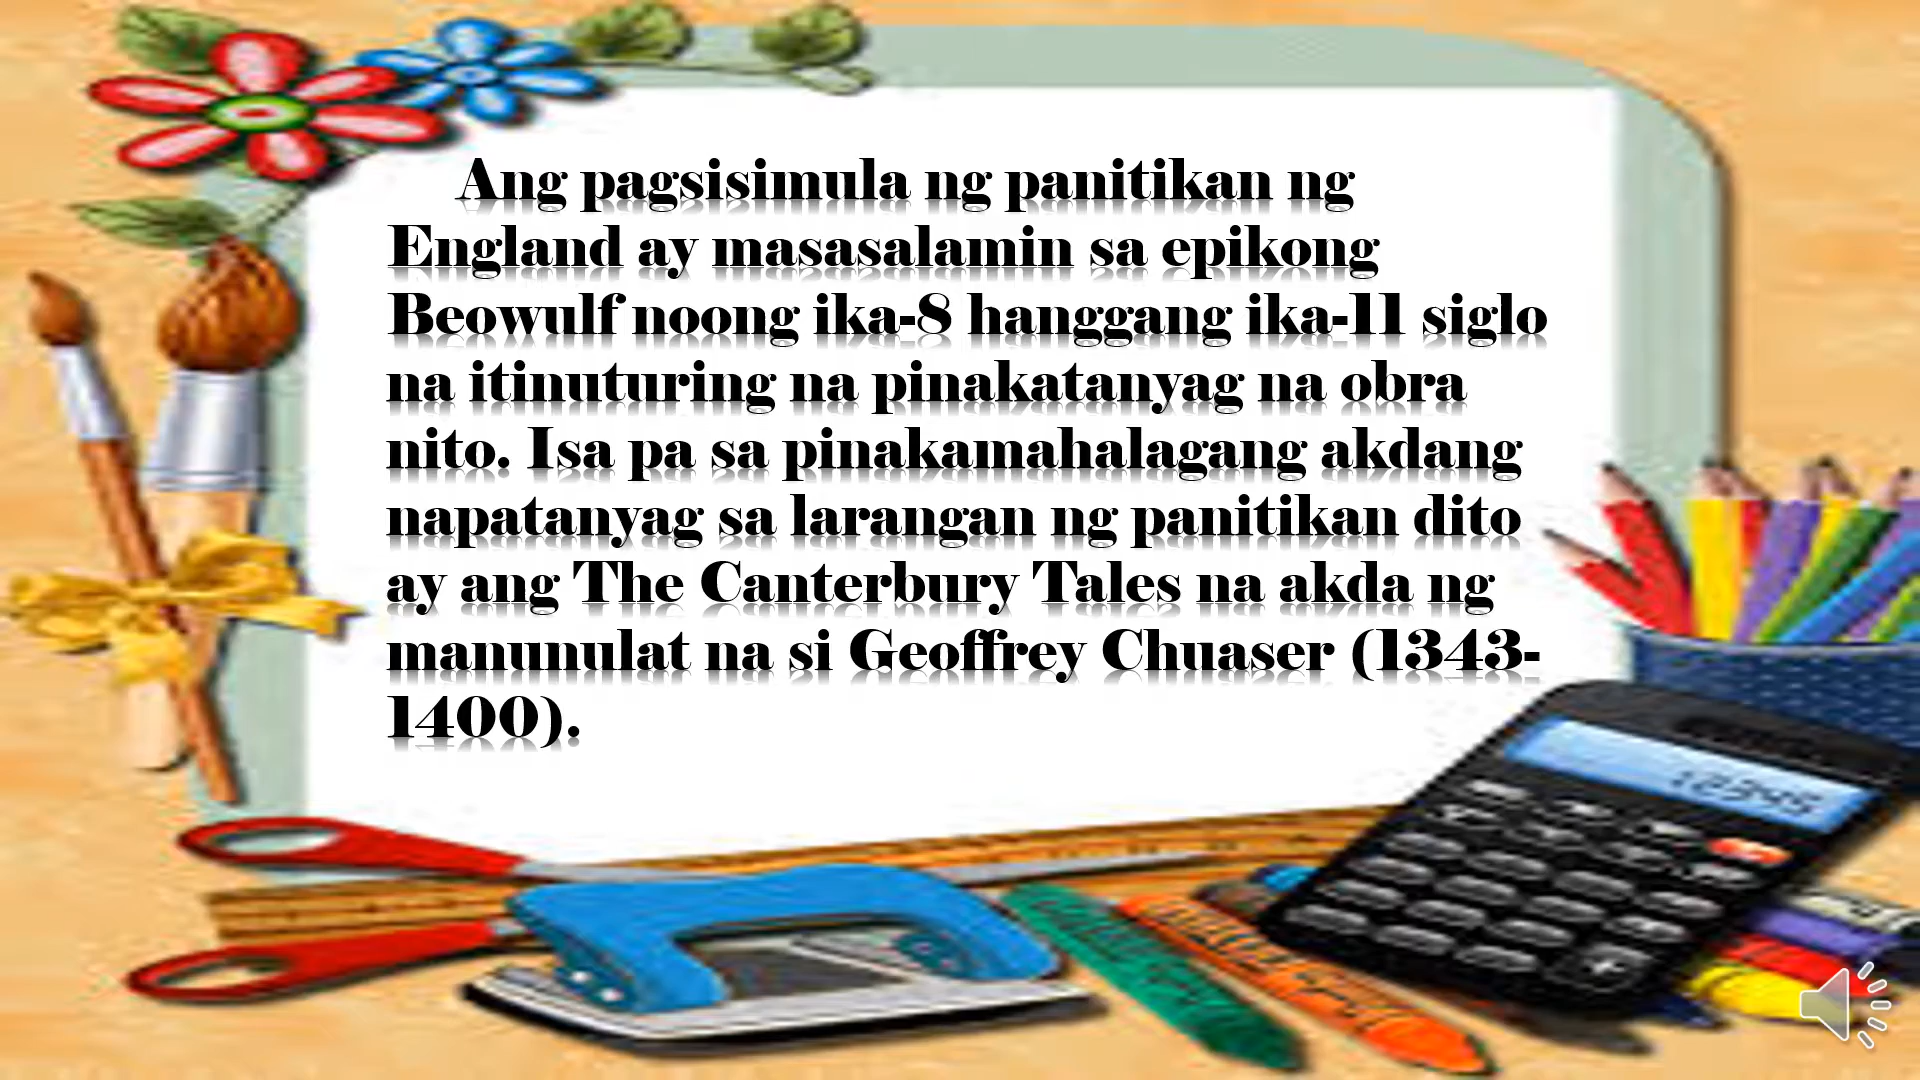 Ang pagsisimula ng panitikan ng
England ay masasalamin sa epikong
Beowulf noong ika-8 hanggang ika-11 siglo
na itinuturing na pinakatanyag na obra
nito. Isa pa sa pinakamahalagang akdang
napatanyag sa larangan ng panitikan dito
ay ang The Canterbury Tales na akda ng
manunulat na si Geoffrey Chuaser (1343-
1400).